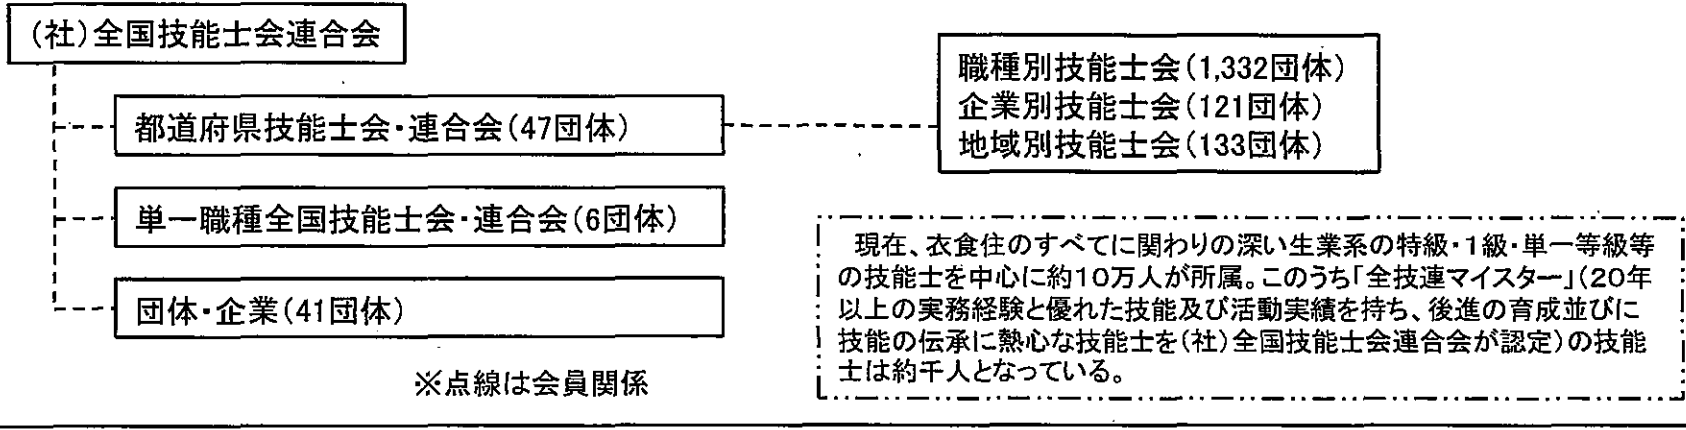 (社)全国技能士会連合会
都道府県技能士会・連合会(47団体)
職種別技能士会(1,332団体)
企業別技能士会(121団体)
地域別技能士会(133団体)
単一職種全国技能士会・連合会(6団体)
団体・企業(41団体)
※点線は会員関係
現在、衣食住のすべてに関わりの深い生業系の特級・1級・単一等級等
の技能士を中心に約10万人が所属。このうち「全技連マイスター」(20年
以上の実務経験と優れた技能及び活動実績を持ち、後進の育成並びに
技能の伝承に熱心な技能士を(社)全国技能士会連合会が認定)の技能
士は約千人となっている。